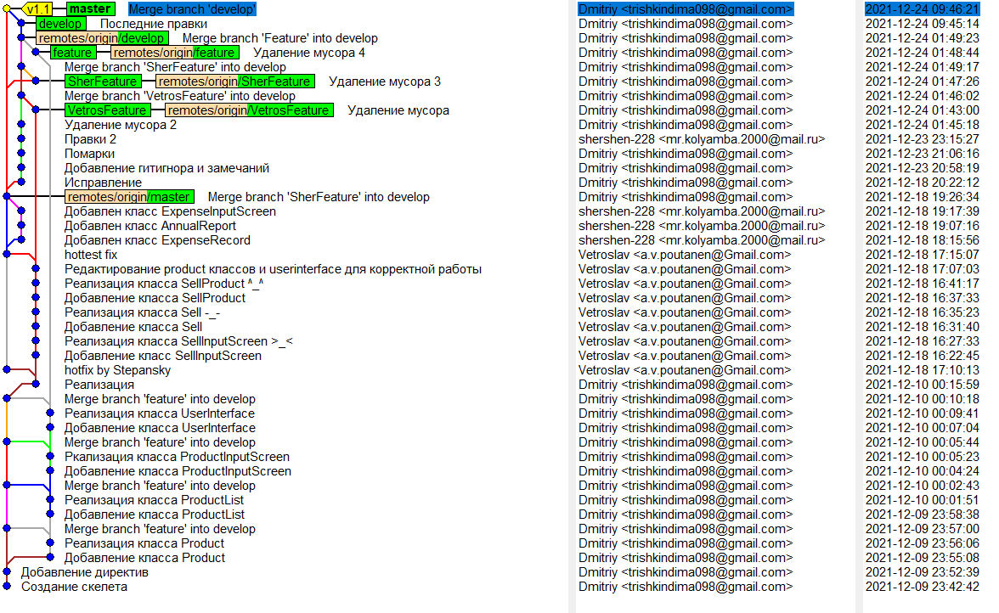 v1.1 master Merge branch 'develop' Dmitriy <trishkindima098@gmail.com> 2021-12-24 09:46:21
develop Последние правки Dmitriy <trishkindima098@gmail.com> 2021-12-24 09:45:14
remotes/origin/develop Merge branch 'Feature' into develop Dmitriy <trishkindima098@gmail.com> 2021-12-24 01:49:23
feature remotes/origin/feature Удаление мусора 4 Dmitriy <trishkindima098@gmail.com> 2021-12-24 01:48:44
Merge branch 'SherFeature' into develop Dmitriy <trishkindima098@gmail.com> 2021-12-24 01:49:17
SherFeature remotes/origin/SherFeature Удаление мусора 3 Dmitriy <trishkindima098@gmail.com> 2021-12-24 01:47:26
Merge branch 'VetrosFeature' into develop Dmitriy <trishkindima098@gmail.com> 2021-12-24 01:46:02
VetrosFeature remotes/origin/VetrosFeature Удаление мусора Dmitriy <trishkindima098@gmail.com> 2021-12-24 01:43:00
Удаление мусора 2 Dmitriy <trishkindima098@gmail.com> 2021-12-24 01:45:18
Правки 2 shershen-228 <mr.kolyamba.2000@mail.ru> 2021-12-23 23:15:27
Помарки Dmitriy <trishkindima098@gmail.com> 2021-12-23 21:06:16
Добавление гитигнора и замечаний Dmitriy <trishkindima098@gmail.com> 2021-12-23 20:58:19
Исправление Dmitriy <trishkindima098@gmail.com> 2021-12-18 20:22:12
remotes/origin/master Merge branch 'SherFeature' into develop Dmitriy <trishkindima098@gmail.com> 2021-12-18 19:26:34
Добавлен класс ExpenseInputScreen shershen-228 <mr.kolyamba.2000@mail.ru> 2021-12-18 19:17:39
Добавлен класс AnnualReport shershen-228 <mr.kolyamba.2000@mail.ru> 2021-12-18 19:07:16
Добавлен класс ExpenseRecord shershen-228 <mr.kolyamba.2000@mail.ru> 2021-12-18 18:15:56
hottest fix Vetroslav <a.v.poutanen@Gmail.com> 2021-12-18 17:15:07
Редактирование product классов и userinterface для корректной работы Vetroslav <a.v.poutanen@Gmail.com> 2021-12-18 17:07:03
Реализация класса SellProduct ^_^ Vetroslav <a.v.poutanen@Gmail.com> 2021-12-18 16:41:17
Добавление класса SellProduct Vetroslav <a.v.poutanen@Gmail.com> 2021-12-18 16:37:33
Реализация класса Sell -_- Vetroslav <a.v.poutanen@Gmail.com> 2021-12-18 16:35:23
Добавление класса Sell Vetroslav <a.v.poutanen@Gmail.com> 2021-12-18 16:31:40
Реализация класса SellInputScreen >_< Vetroslav <a.v.poutanen@Gmail.com> 2021-12-18 16:27:33
Добавление класс SellInputScreen Vetroslav <a.v.poutanen@Gmail.com> 2021-12-18 16:22:45
hotfix by Stepansky Vetroslav <a.v.poutanen@Gmail.com> 2021-12-18 17:10:13
Реализация Dmitriy <trishkindima098@gmail.com> 2021-12-10 00:15:59
Merge branch 'feature' into develop Dmitriy <trishkindima098@gmail.com> 2021-12-10 00:10:18
Реализация класса UserInterface Dmitriy <trishkindima098@gmail.com> 2021-12-10 00:09:41
Добавление класса UserInterface Dmitriy <trishkindima098@gmail.com> 2021-12-10 00:07:04
Merge branch 'feature' into develop Dmitriy <trishkindima098@gmail.com> 2021-12-10 00:05:44
Ркализация класса ProductInputScreen Dmitriy <trishkindima098@gmail.com> 2021-12-10 00:05:23
Добавление класса ProductInputScreen Dmitriy <trishkindima098@gmail.com> 2021-12-10 00:04:24
Merge branch 'feature' into develop Dmitriy <trishkindima098@gmail.com> 2021-12-10 00:02:43
Реализация класса ProductList Dmitriy <trishkindima098@gmail.com> 2021-12-10 00:01:51
Добавление класса ProductList Dmitriy <trishkindima098@gmail.com> 2021-12-09 23:58:38
Merge branch 'feature' into develop Dmitriy <trishkindima098@gmail.com> 2021-12-09 23:57:00
Реализация класса Product Dmitriy <trishkindima098@gmail.com> 2021-12-09 23:56:06
Добавление класса Product Dmitriy <trishkindima098@gmail.com> 2021-12-09 23:55:08
Добавление директив Dmitriy <trishkindima098@gmail.com> 2021-12-09 23:52:39
Создание скелета Dmitriy <trishkindima098@gmail.com> 2021-12-09 23:42:42